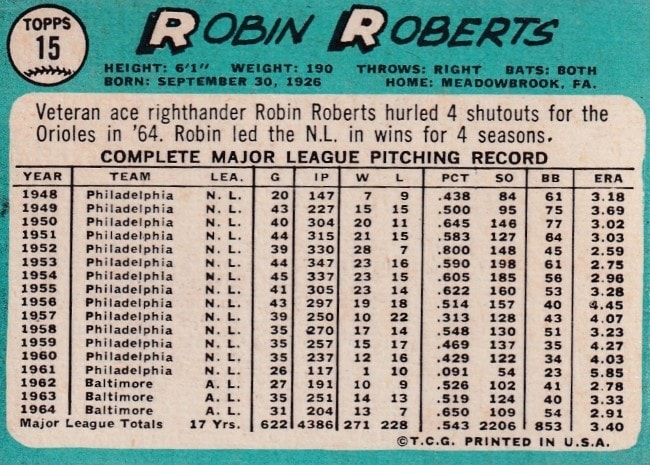 TOPPS
15
ROBIN ROBERTS
HEIGHT: 6'1" WEIGHT: 190 THROWS: RIGHT BATS: BOTH
BORN: SEPTEMBER 30, 1926 HOME: MEADOWBROOK, PA.
Veteran ace righthander Robin Roberts hurled 4 shutouts for the
Orioles in '64. Robin led the N.L. in wins for 4 seasons.
COMPLETE MAJOR LEAGUE PITCHING RECORD
YEAR TEAM LEA. G IP W L PCT SO BB ERA
1948 Philadelphia N. L. 20 147 7 9 .438 84 61 3.18
1949 Philadelphia N. L. 43 227 15 15 .500 95 75 3.69
1950 Philadelphia N. L. 40 304 20 11 .645 146 77 3.02
1951 Philadelphia N. L. 44 315 21 15 .583 127 64 3.03
1952 Philadelphia N. L. 39 330 28 7 .800 148 45 2.59
1953 Philadelphia N. L. 44 347 23 16 .590 198 61 2.75
1954 Philadelphia N. L. 45 337 23 15 .605 185 56 2.96
1955 Philadelphia N. L. 41 305 23 14 .622 160 53 3.28
1956 Philadelphia N. L. 43 297 19 18 .514 157 40 4.45
1957 Philadelphia N. L. 39 250 10 22 .313 128 43 4.07
1958 Philadelphia N. L. 35 270 17 14 .548 130 51 3.23
1959 Philadelphia N. L. 35 257 15 17 .469 137 35 4.27
1960 Philadelphia N. L. 35 237 12 16 .429 122 34 4.03
1961 Philadelphia N. L. 26 117 1 10 .091 54 23 5.85
1962 Baltimore A. L. 27 191 10 9 .526 102 41 2.78
1963 Baltimore A. L. 35 251 14 13 .519 124 40 3.33
1964 Baltimore A. L. 31 204 13 7 .650 109 54 2.91
Major League Totals 17 Yrs. 622 4386 271 228 .543 2206 853 3.40
©T.C.G. PRINTED IN U.S.A.